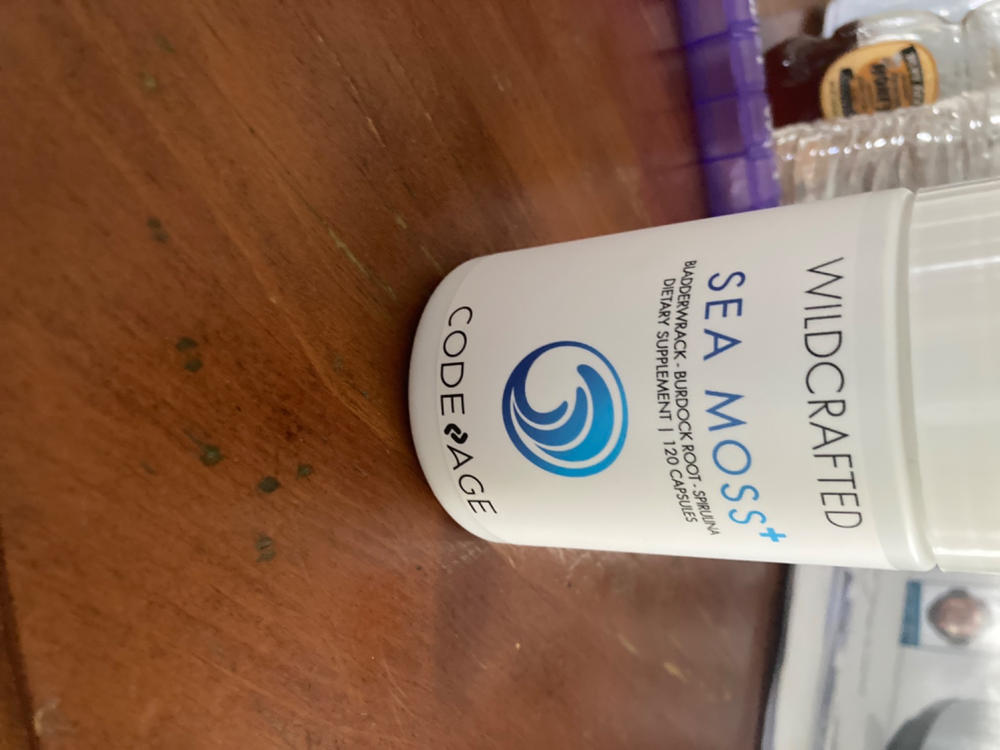 WILDCRAFTED
SEA MOSS+
BLADDERWRACK - BURDOCK ROOT - SPIRULINA
DIETARY SUPPLEMENT | 120 CAPSULES
CODEAGE